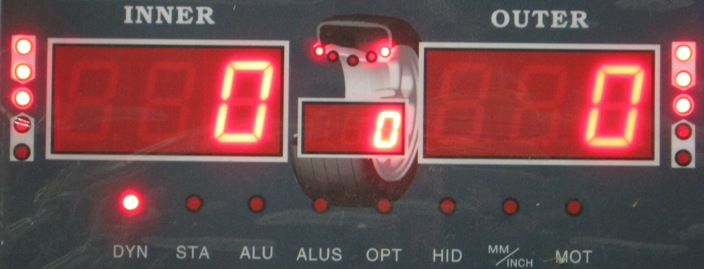 INNER
OUTER
0
0
0
DYN STA ALU ALUS OPT HID MM/INCH MOT